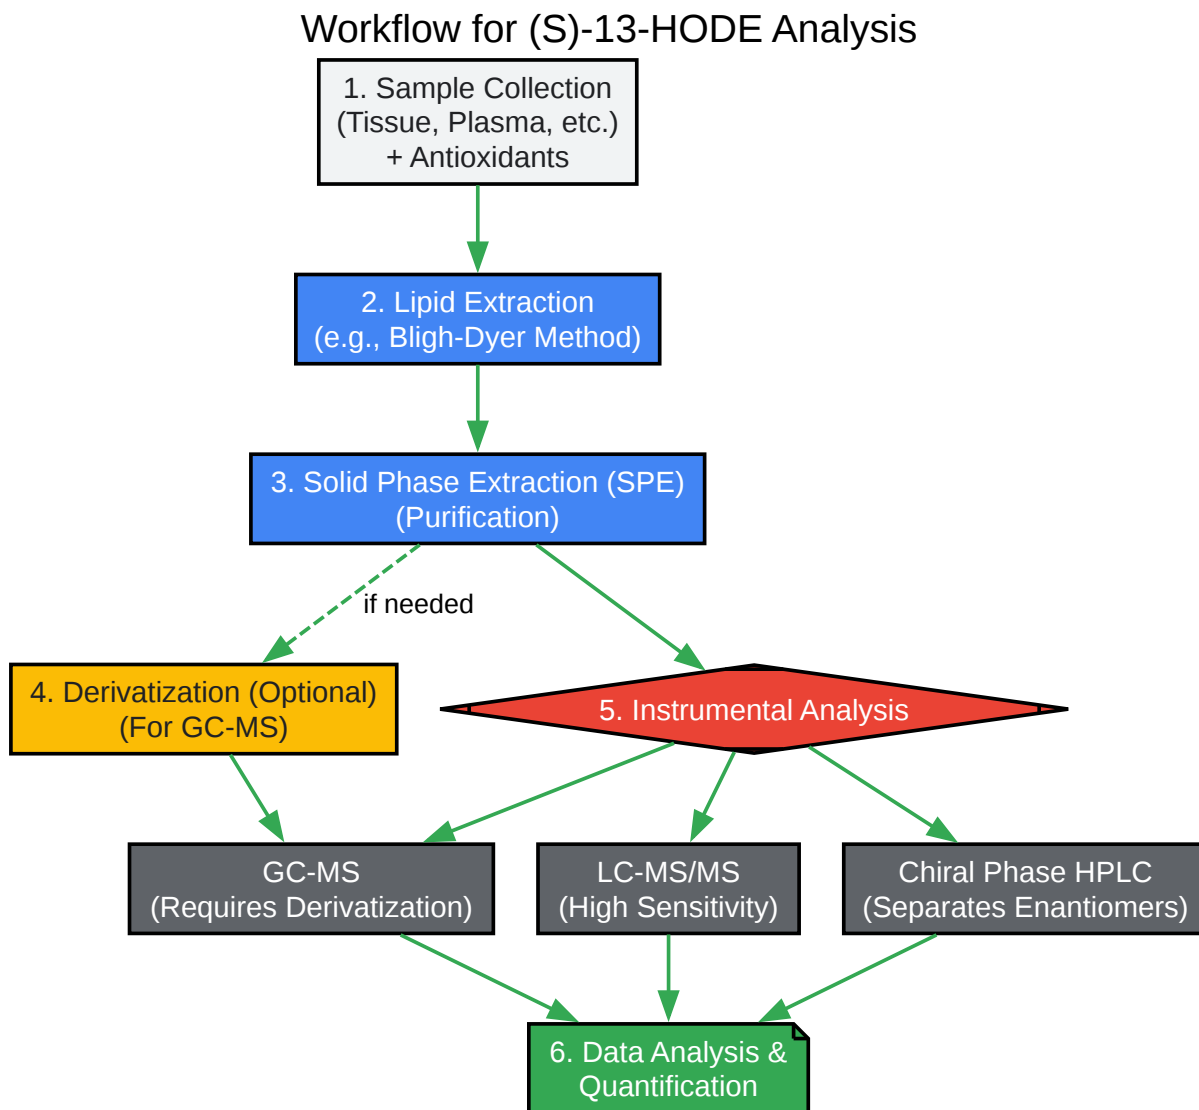 Workflow for (S)-13-HODE Analysis
1. Sample Collection
(Tissue, Plasma, etc.)
+ Antioxidants
2. Lipid Extraction
(e.g., Bligh-Dyer Method)
3. Solid Phase Extraction (SPE)
(Purification)
if needed
4. Derivatization (Optional)
(For GC-MS)
5. Instrumental Analysis
GC-MS
(Requires Derivatization)
LC-MS/MS
(High Sensitivity)
Chiral Phase HPLC
(Separates Enantiomers)
6. Data Analysis &
Quantification